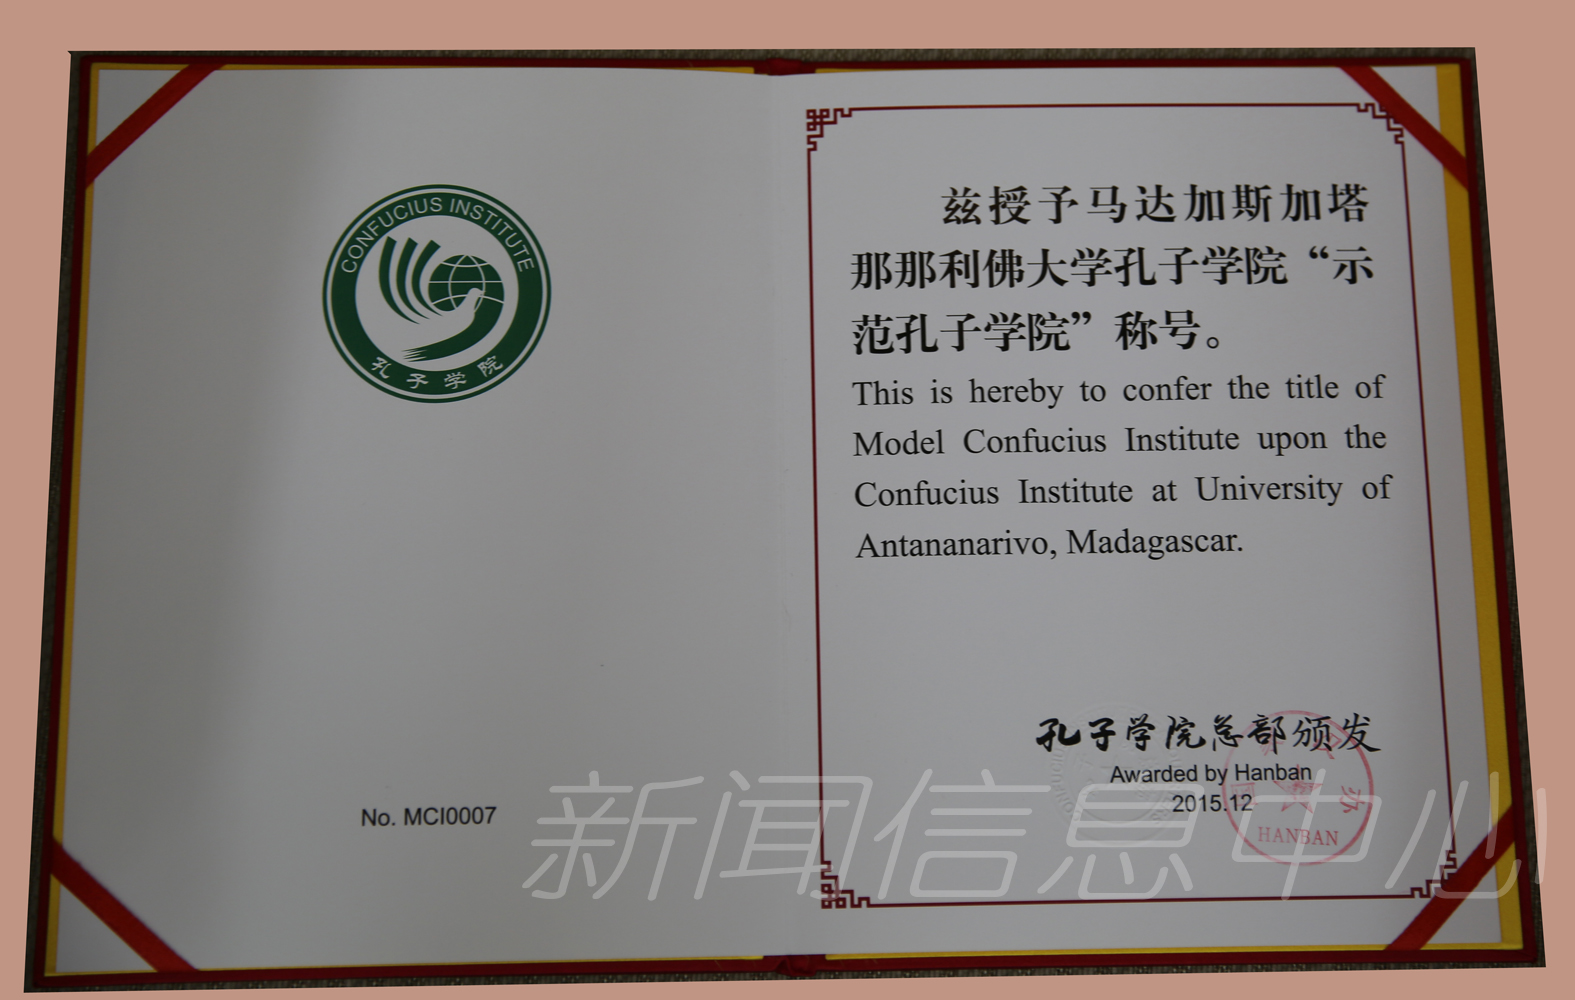 CONFUCIUS INSTITUTE
孔子学院
No. MCI0007
兹授予马达加斯加塔
那那利佛大学孔子学院“示
范孔子学院”称号。
This is hereby to confer the title of
Model Confucius Institute upon the
Confucius Institute at University of
Antananarivo, Madagascar.
孔子学院总部颁发
Awarded by Hanban
2015.12
HANBAN
新闻信息中心